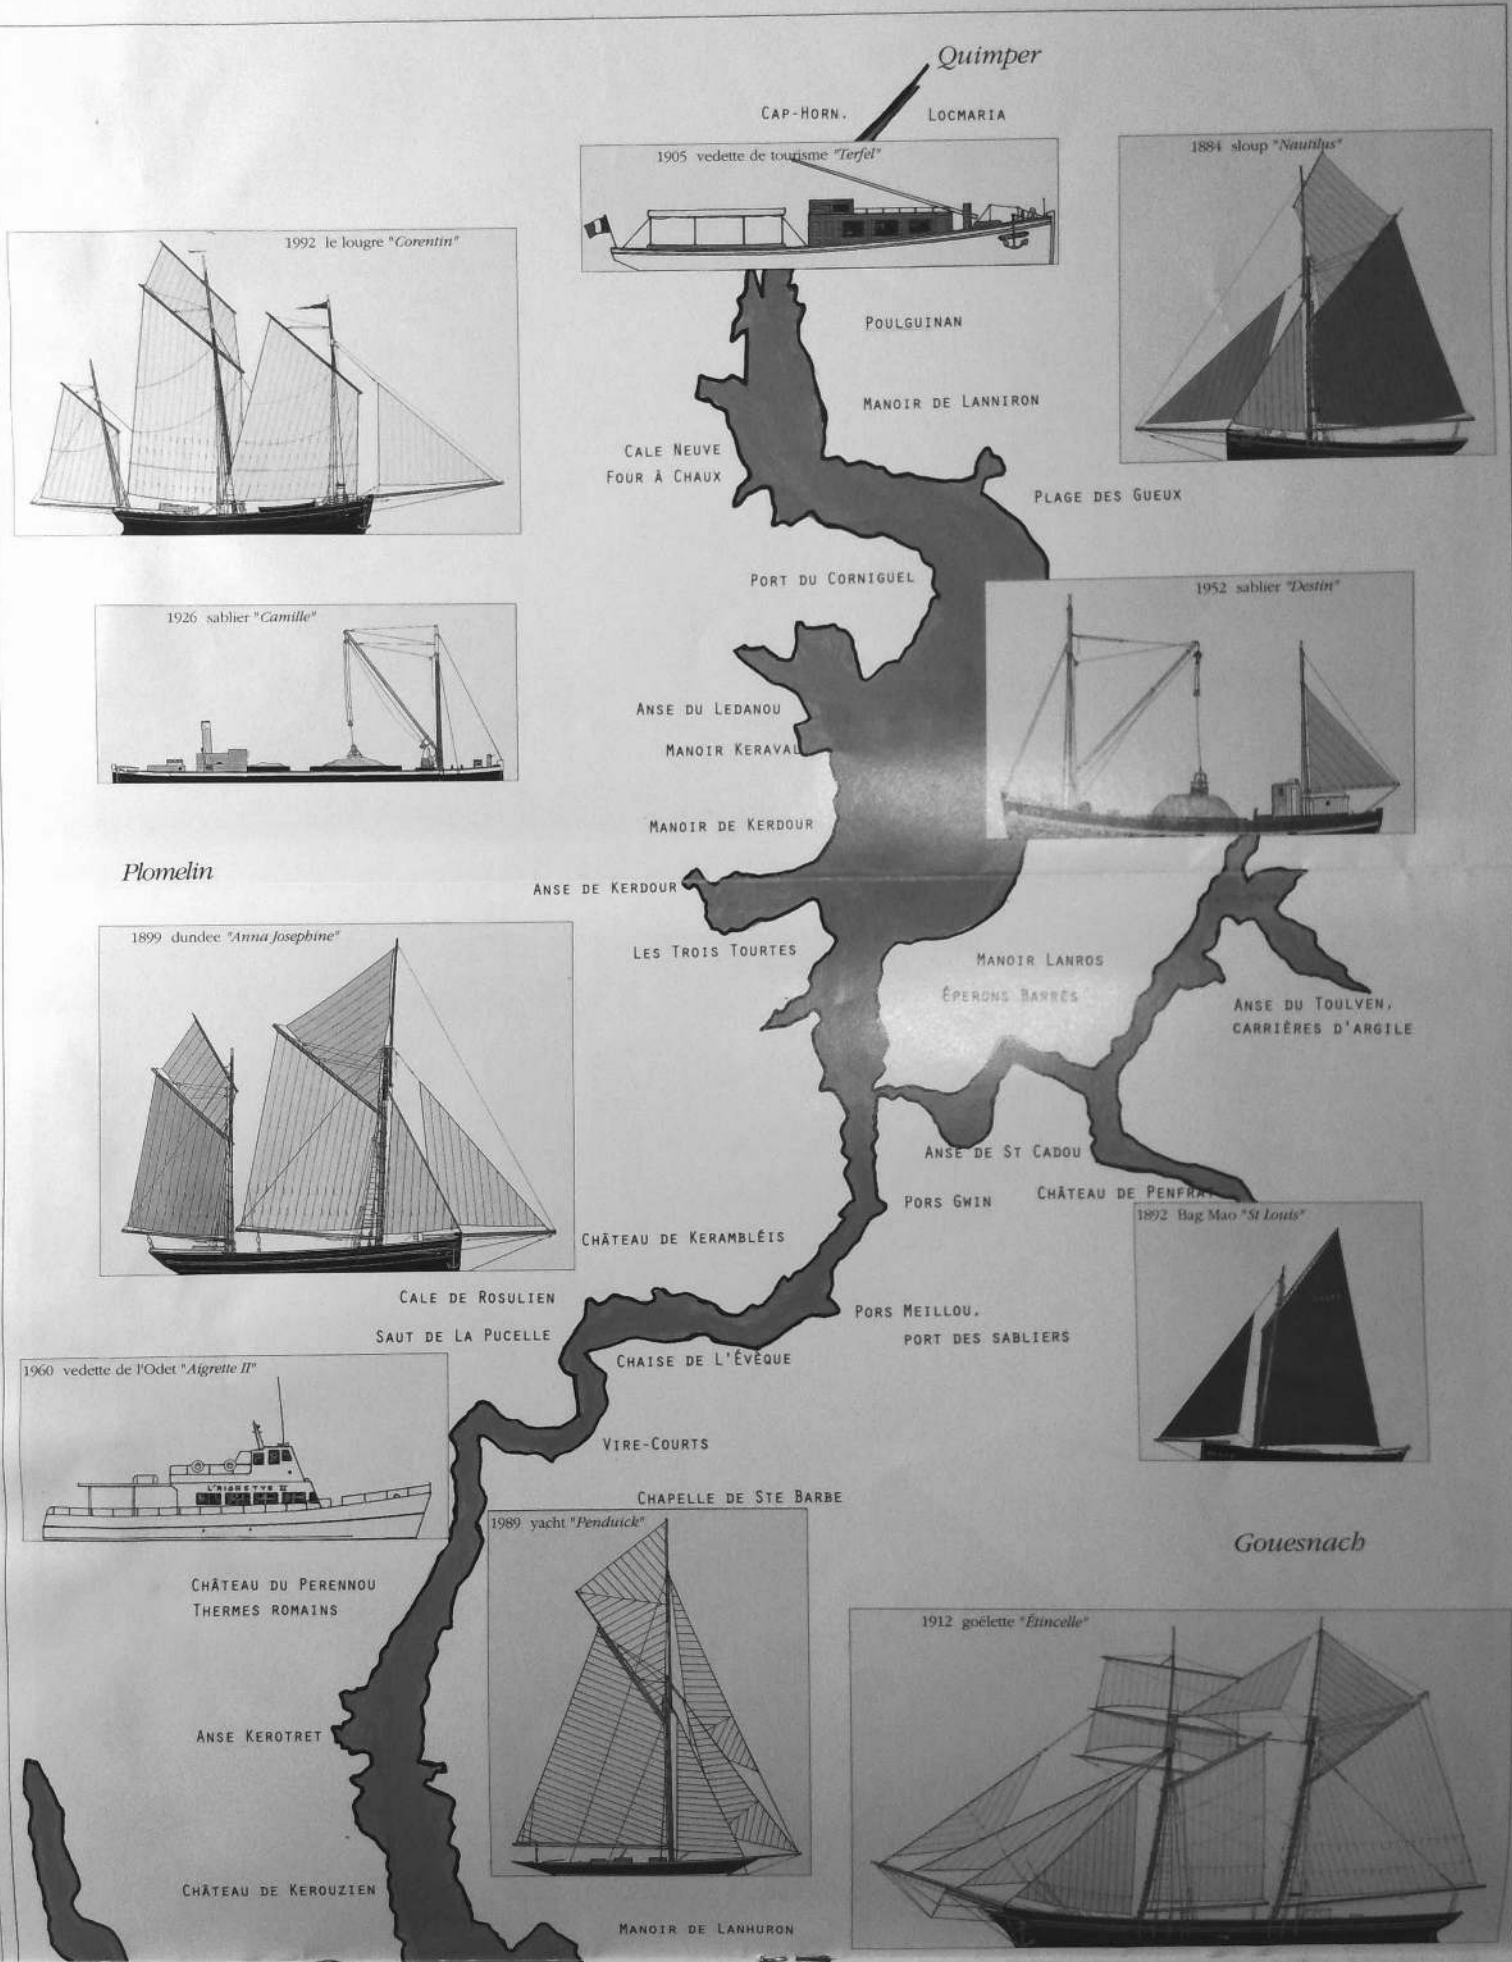 Quimper
CAP-HORN.
LOCMARIA
1905 vedette de tourisme "Terfel"
1884 sloup "Nautilus"
1992 le lougre "Corentin"
POULGUINAN
MANOIR DE LANNIRON
CALE NEUVE
FOUR À CHAUX
PLAGE DES GUEUX
PORT DU CORNIGUEL
1952 sablier "Destin"
1926 sablier "Camille"
ANSE DU LEDANOU
MANOIR KERAVAL
MANOIR DE KERDOUR
Plomelin
ANSE DE KERDOUR
1899 dundee "Anna Josephine"
LES TROIS TOURTES
MANOIR LANROS
ÉPERONS BARRÉS
ANSE DU TOULVEN,
CARRIÈRES D'ARGILE
ANSE DE ST CADOU
PORS GWIN
CHÂTEAU DE
1892 Bag Mao "St Louis"
CHÂTEAU DE KERAMBLÉIS
CALE DE ROSULIEN
PORS MEILLOU.
PORT DES SABLIERS
SAUT DE LA PUCELLE
CHAISE DE L'ÉVÈQUE
1960 vedette de l'Odet "Aigrette II"
L'AIGRETTE II
VIRE-COURTS
CHAPELLE DE STE BARBE
1989 yacht "Penduick"
Gouesnach
CHÂTEAU DU PERENNOU
THERMES ROMAINS
1912 goëlette "Étincelle"
ANSE KEROTRET
CHÂTEAU DE KEROUZIEN
MANOIR DE LANHURON